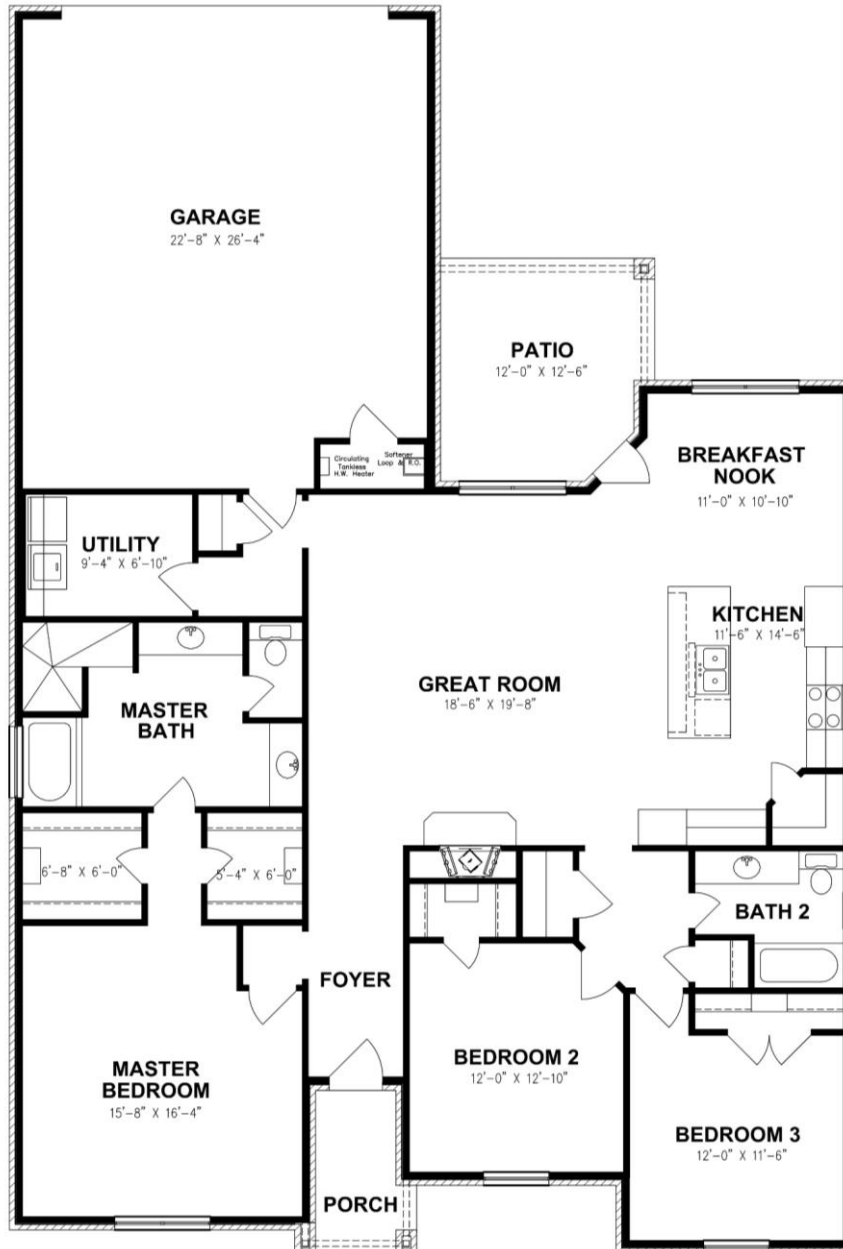 GARAGE
22'-8" X 26'-4"
PATIO
12'-0" X 12'-6"
Circulating
Tankless
H.W. Heater
Softener
Loop & R.O.
BREAKFAST
NOOK
11'-0" X 10'-10"
UTILITY
9'-4" X 6'-10"
KITCHEN
11'-6" X 14'-6"
GREAT ROOM
18'-6" X 19'-8"
MASTER
BATH
6'-8" X 6'-0"
5'-4" X 6'-0"
BATH 2
FOYER
BEDROOM 2
12'-0" X 12'-10"
MASTER
BEDROOM
15'-8" X 16'-4"
BEDROOM 3
12'-0" X 11'-6"
PORCH